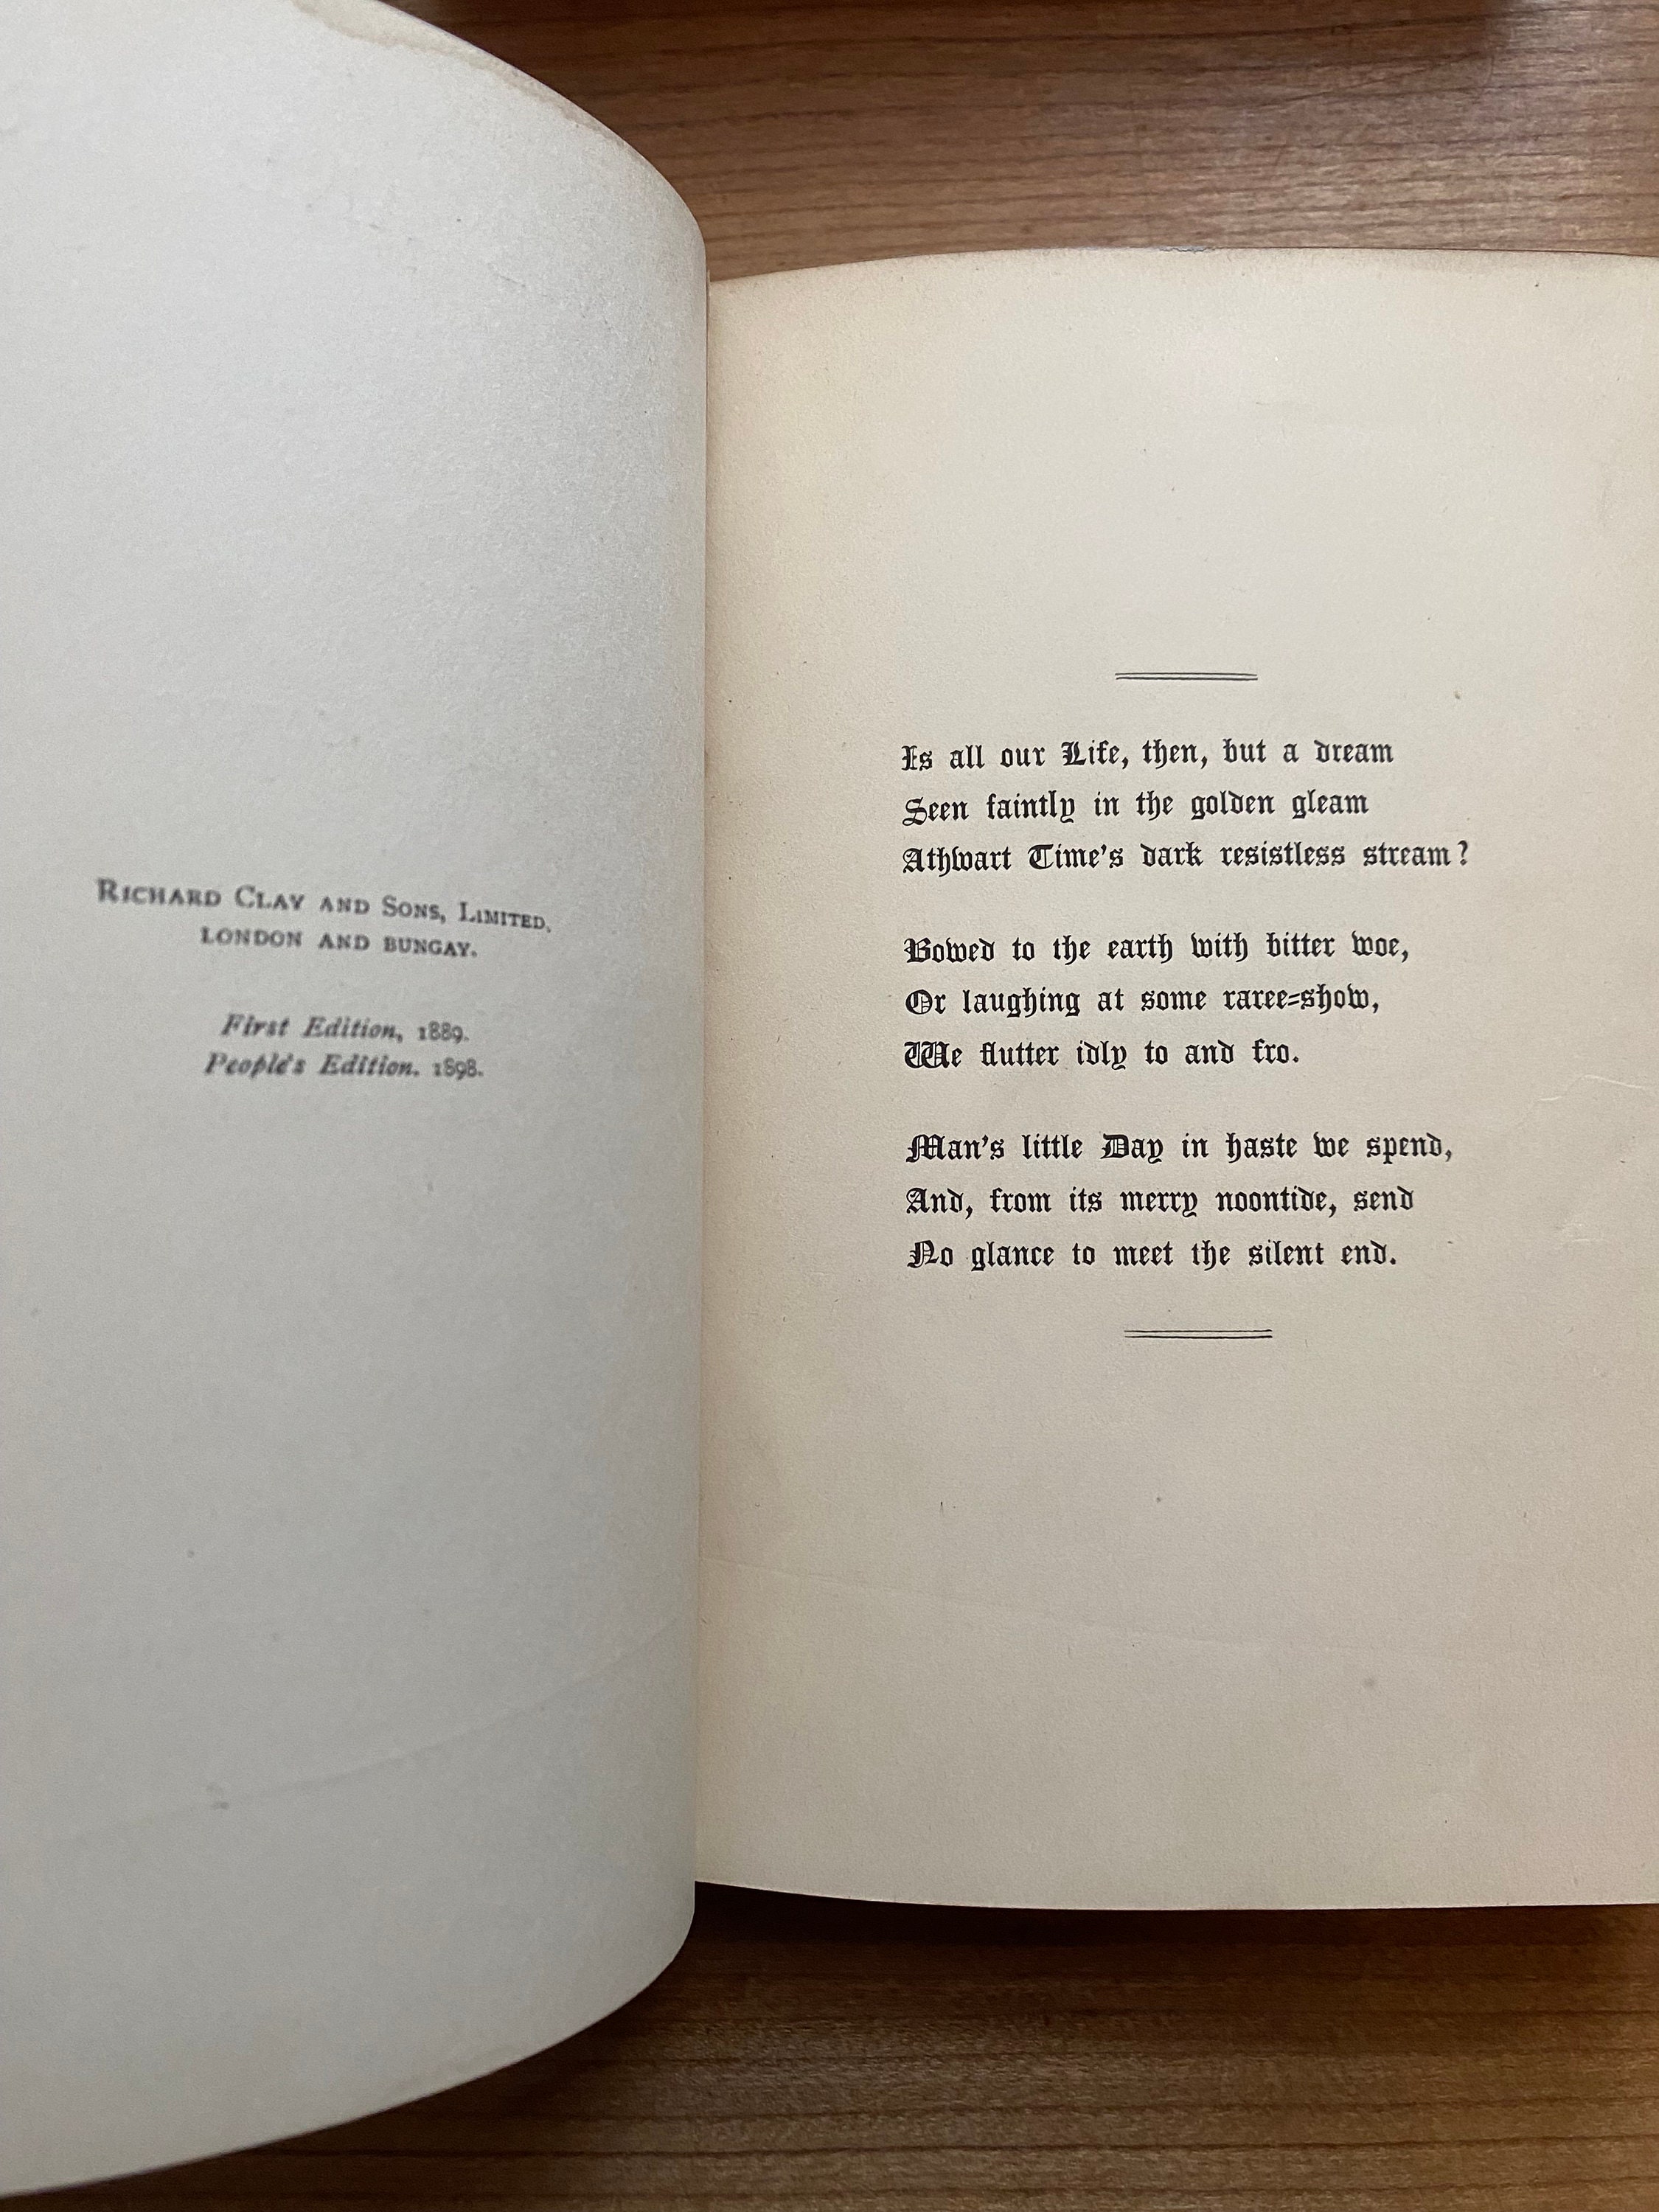 RICHARD CLAY AND SONS, LIMITED,
LONDON AND BUNGAY.
First Edition, 1889.
People's Edition. 1898.
Is all our Life, then, but a dream
Seen faintly in the golden gleam
Athwart Time's dark resistless stream?
Bowed to the earth with bitter woe,
Or laughing at some raree-show,
We flutter idly to and fro.
Man's little Day in haste we spend,
And, from its merry noontide, send
No glance to meet the silent end.